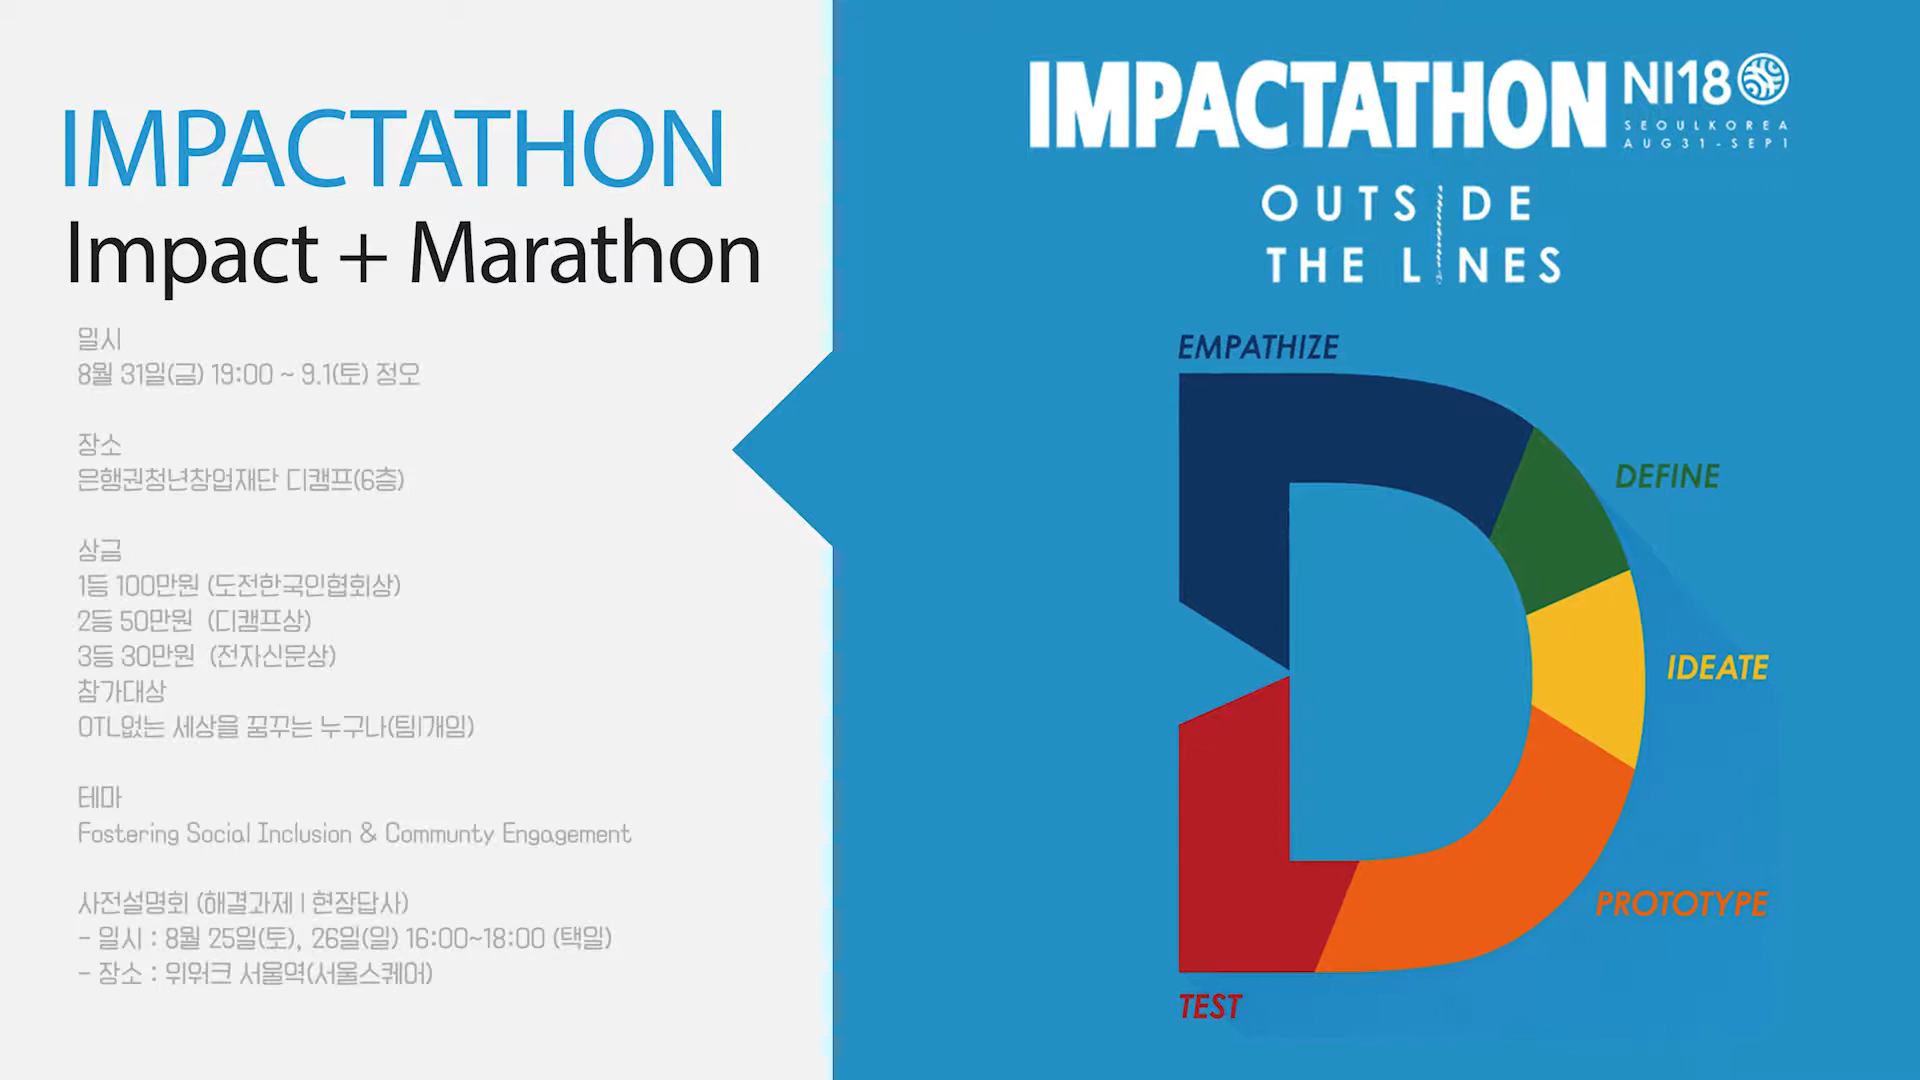 IMPACTATHON
Impact + Marathon
일시
8월 31일(금) 19:00 ~ 9.1(토) 정오
장소
은행권청년창업재단 디캠프(6층)
상금
1등 100만원 (도전한국인협회상)
2등 50만원 (디캠프상)
3등 30만원 (전자신문상)
참가대상
OTL없는 세상을 꿈꾸는 누구나(팀|개임)
테마
Fostering Social Inclusion & Communty Engagement
사전설명회 (해결과제 | 현장답사)
- 일시 : 8월 25일(토), 26일(일) 16:00~18:00 (택일)
- 장소 : 위워크 서울역(서울스퀘어)
IMPACTATHON NI18
SEOULKOREA
AUG31-SEP1
OUTSIDE
THE LINES
EMPATHIZE
DEFINE
IDEATE
PROTOTYPE
TEST